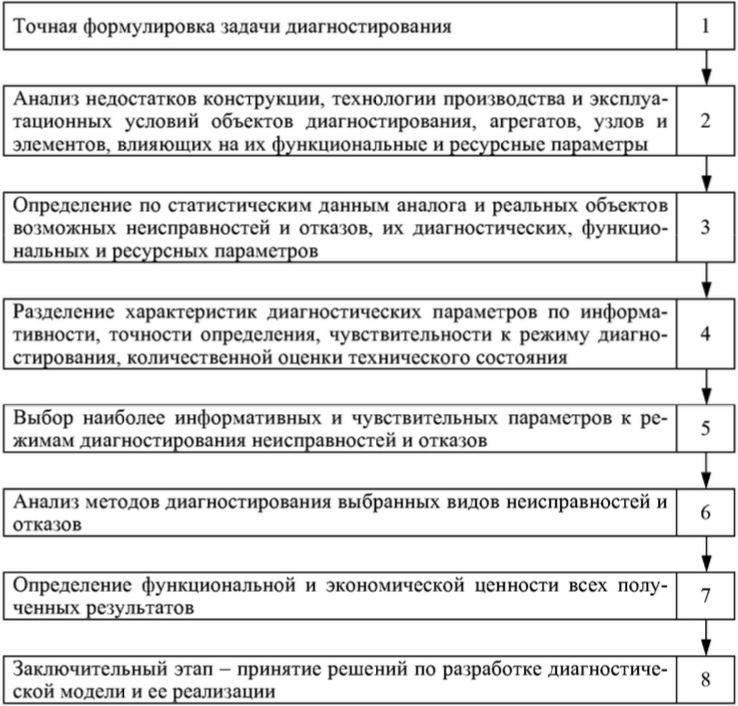 Точная формулировка задачи диагностирования 1
Анализ недостатков конструкции, технологии производства и эксплуа-
тационных условий объектов диагностирования, агрегатов, узлов и 2
элементов, влияющих на их функциональные и ресурсные параметры
Определение по статистическим данным аналога и реальных объектов
возможных неисправностей и отказов, их диагностических, функцио- 3
нальных и ресурсных параметров
Разделение характеристик диагностических параметров по информа-
тивности, точности определения, чувствительности к режиму диагно- 4
стирования, количественной оценки технического состояния
Выбор наиболее информативных и чувствительных параметров к ре-
жимам диагностирования неисправностей и отказов 5
Анализ методов диагностирования выбранных видов неисправностей и
отказов 6
Определение функциональной и экономической ценности всех полу-
ченных результатов 7
Заключительный этап – принятие решений по разработке диагностиче-
ской модели и ее реализации 8